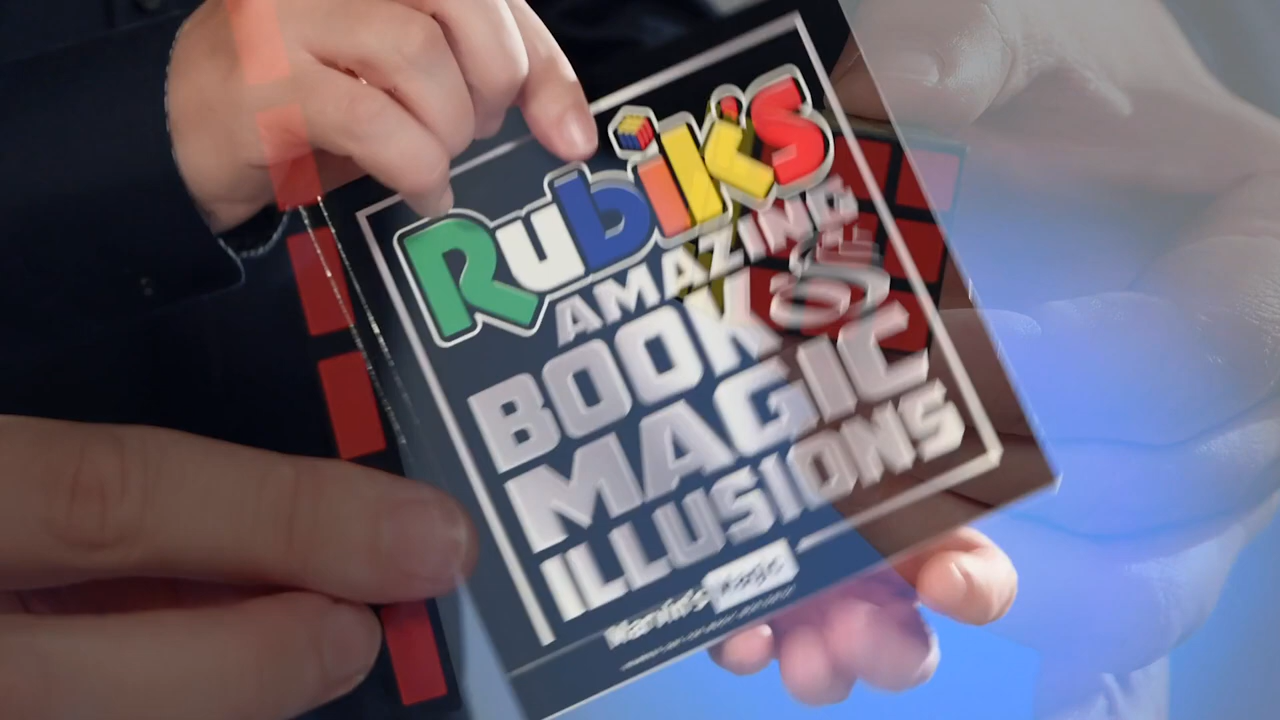 Rubik's
AMAZING
BOOK OF
MAGIC
ILLUSIONS
Marvin's Magic